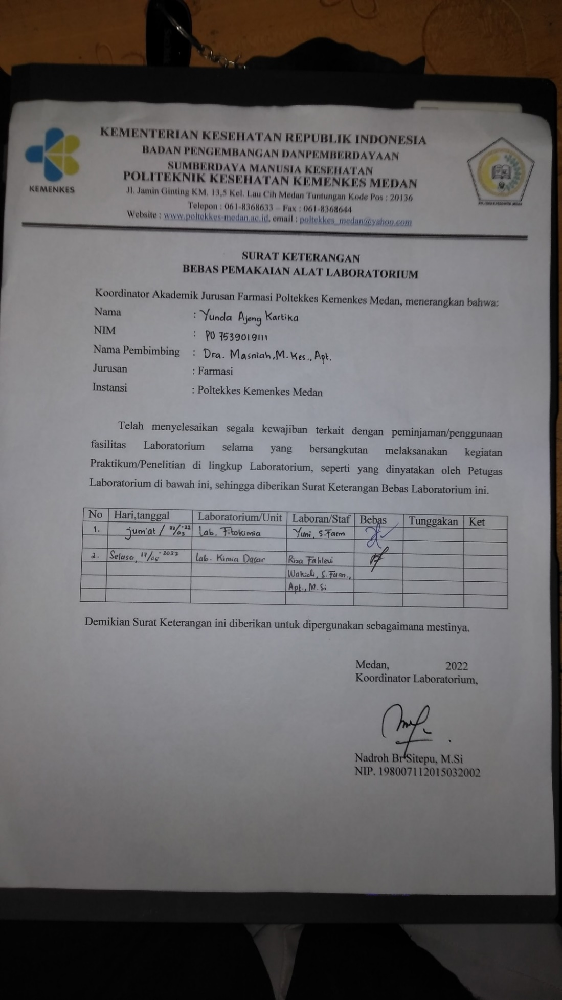 KEMENTERIAN KESEHATAN REPUBLIK INDONESIA
BADAN PENGEMBANGAN DANPEMBERDAYAAN
SUMBERDAYA MANUSIA KESEHATAN
POLITEKNIK KESEHATAN KEMENKES MEDAN
KEMENKES
Jl. Jamin Ginting KM. 13,5 Kel. Lau Cih Medan Tuntungan Kode Pos : 20136
Telepon : 061-8368633 – Fax : 061-8368644
Website : www.poltekkes-medan.ac.id, email : poltekkes_medan@yahoo.com
SURAT KETERANGAN
BEBAS PEMAKAIAN ALAT LABORATORIUM
Koordinator Akademik Jurusan Farmasi Poltekkes Kemenkes Medan, menerangkan bahwa:
Nama : Yunda Ajeng Kartika
NIM : PO 7539019111
Nama Pembimbing : Dra. Masniah, M. Kes., Apt.
Jurusan : Farmasi
Instansi : Poltekkes Kemenkes Medan
Telah menyelesaikan segala kewajiban terkait dengan peminjaman/penggunaan
fasilitas Laboratorium selama yang bersangkutan melaksanakan kegiatan
Praktikum/Penelitian di lingkup Laboratorium, seperti yang dinyatakan oleh Petugas
Laboratorium di bawah ini, sehingga diberikan Surat Keterangan Bebas Laboratorium ini.
No Hari,tanggal Laboratorium/Unit Laboran/Staf Bebas Tunggakan Ket
1. jum'at / Lab. Fitokimia Yuni, S.Farm
2. Selasa, 17/05-2022 Lab. Kimia Dasar Riza Fahlevi
Wakidi, S.Farm.,
Apt., M.Si
Demikian Surat Keterangan ini diberikan untuk dipergunakan sebagaimana mestinya.
Medan, 2022
Koordinator Laboratorium,
Nadroh Br Sitepu, M.Si
NIP. 198007112015032002